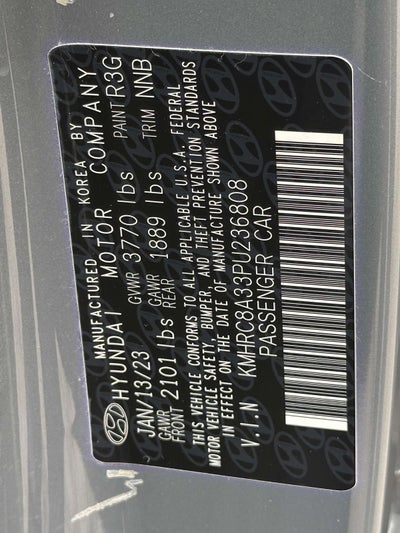 MANUFACTURED IN KOREA BY
HYUNDAI MOTOR COMPANY
JAN/13/23 GVWR 3770 lbs PAINT R3G
GAWR FRONT 2101 lbs GAWR REAR 1889 lbs TRIM NNB
THIS VEHICLE CONFORMS TO ALL APPLICABLE U.S.A. FEDERAL
MOTOR VEHICLE SAFETY, BUMPER, AND THEFT PREVENTION STANDARDS
IN EFFECT ON THE DATE OF MANUFACTURE SHOWN ABOVE
V.I.N KMHRC8A33PU236808
PASSENGER CAR